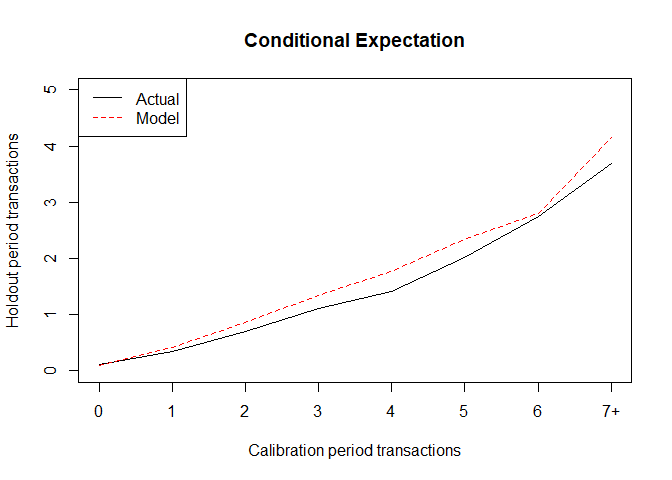 Conditional Expectation
Actual
Model
Holdout period transactions
5
4
3
2
1
0
0 1 2 3 4 5 6 7+
Calibration period transactions